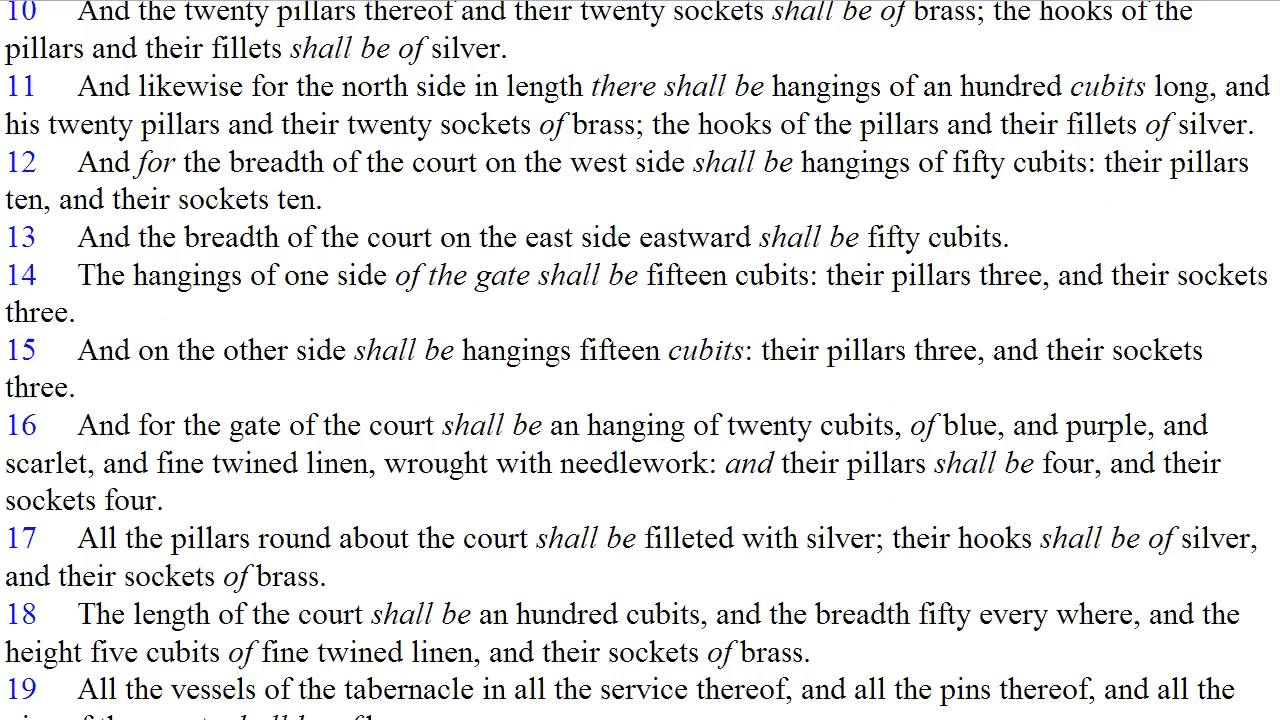 10 And the twenty pillars thereof and their twenty sockets shall be of brass; the hooks of the
pillars and their fillets shall be of silver.
11 And likewise for the north side in length there shall be hangings of an hundred cubits long, and
his twenty pillars and their twenty sockets of brass; the hooks of the pillars and their fillets of silver.
12 And for the breadth of the court on the west side shall be hangings of fifty cubits: their pillars
ten, and their sockets ten.
13 And the breadth of the court on the east side eastward shall be fifty cubits.
14 The hangings of one side of the gate shall be fifteen cubits: their pillars three, and their sockets
three.
15 And on the other side shall be hangings fifteen cubits: their pillars three, and their sockets
three.
16 And for the gate of the court shall be an hanging of twenty cubits, of blue, and purple, and
scarlet, and fine twined linen, wrought with needlework: and their pillars shall be four, and their
sockets four.
17 All the pillars round about the court shall be filleted with silver; their hooks shall be of silver,
and their sockets of brass.
18 The length of the court shall be an hundred cubits, and the breadth fifty every where, and the
height five cubits of fine twined linen, and their sockets of brass.
19 All the vessels of the tabernacle in all the service thereof, and all the pins thereof, and all the